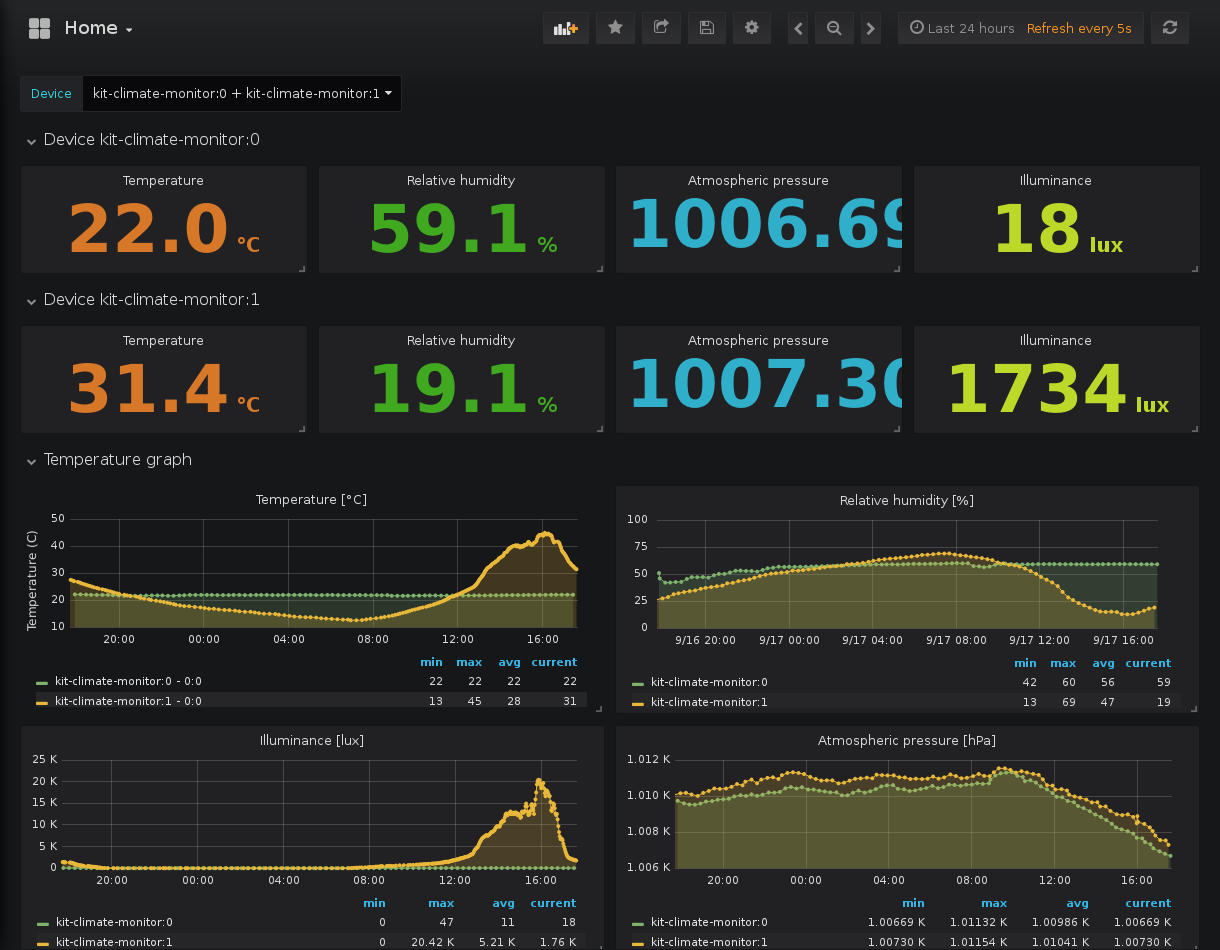 Home
Last 24 hours Refresh every 5s
Device kit-climate-monitor:0 + kit-climate-monitor:1
Device kit-climate-monitor:0
Temperature Relative humidity Atmospheric pressure Illuminance
22.0 °C 59.1 % 1006.69 18 lux
Device kit-climate-monitor:1
Temperature Relative humidity Atmospheric pressure Illuminance
31.4 °C 19.1 % 1007.30 1734 lux
Temperature graph
Temperature [°C]
Temperature (C)
50
40
30
20
10
20:00 00:00 04:00 08:00 12:00 16:00
min max avg current
kit-climate-monitor:0 - 0:0 22 22 22 22
kit-climate-monitor:1 - 0:0 13 45 28 31
Relative humidity [%]
100
75
50
25
0
9/16 20:00 9/17 00:00 9/17 04:00 9/17 08:00 9/17 12:00 9/17 16:00
min max avg current
kit-climate-monitor:0 42 60 56 59
kit-climate-monitor:1 13 69 47 19
Illuminance [lux]
25 K
20 K
15 K
10 K
5 K
0
20:00 00:00 04:00 08:00 12:00 16:00
min max avg current
kit-climate-monitor:0 0 47 11 18
kit-climate-monitor:1 0 20.42 K 5.21 K 1.76 K
Atmospheric pressure [hPa]
1.012 K
1.010 K
1.008 K
1.006 K
20:00 00:00 04:00 08:00 12:00 16:00
min max avg current
kit-climate-monitor:0 1.00669 K 1.01132 K 1.00986 K 1.00669 K
kit-climate-monitor:1 1.00730 K 1.01154 K 1.01041 K 1.00730 K